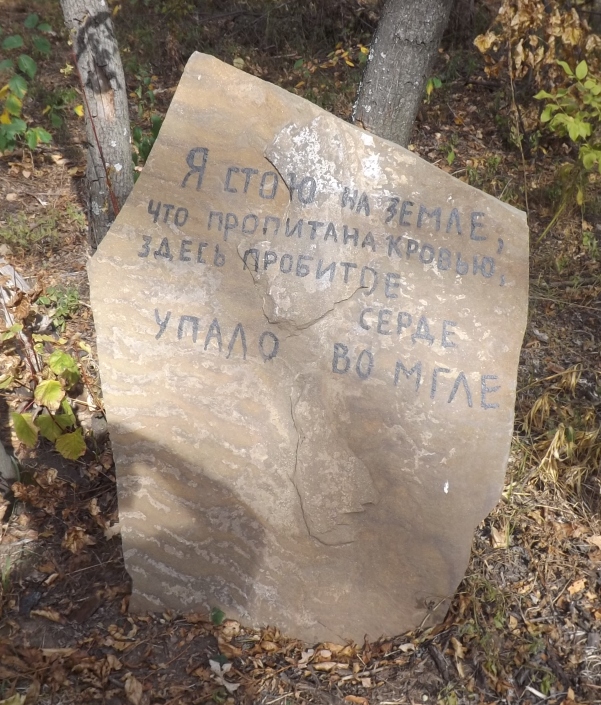 Я СТОЮ НА ЗЕМЛЕ,
ЧТО ПРОПИТАНА КРОВЬЮ,
ЗДЕСЬ ПРОБИТОЕ
СЕРДЕ
УПАЛО ВО МГЛЕ